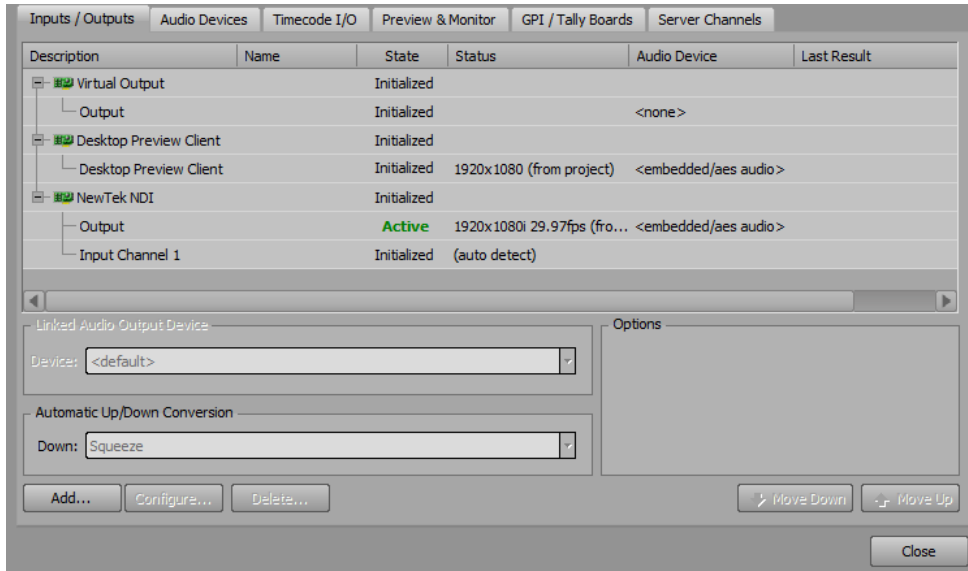 Inputs / Outputs Audio Devices Timecode I/O Preview & Monitor GPI / Tally Boards Server Channels
Description Name State Status Audio Device Last Result
Virtual Output Initialized
Output Initialized <none>
Desktop Preview Client Initialized
Desktop Preview Client Initialized 1920x1080 (from project) <embedded/aes audio>
NewTek NDI Initialized
Output Active 1920x1080i 29.97fps (fro... <embedded/aes audio>
Input Channel 1 Initialized (auto detect)
Linked Audio Output Device Options
Device: <default>
Automatic Up/Down Conversion
Down: Squeeze
Add... Configure... Delete... Move Down Move Up
Close